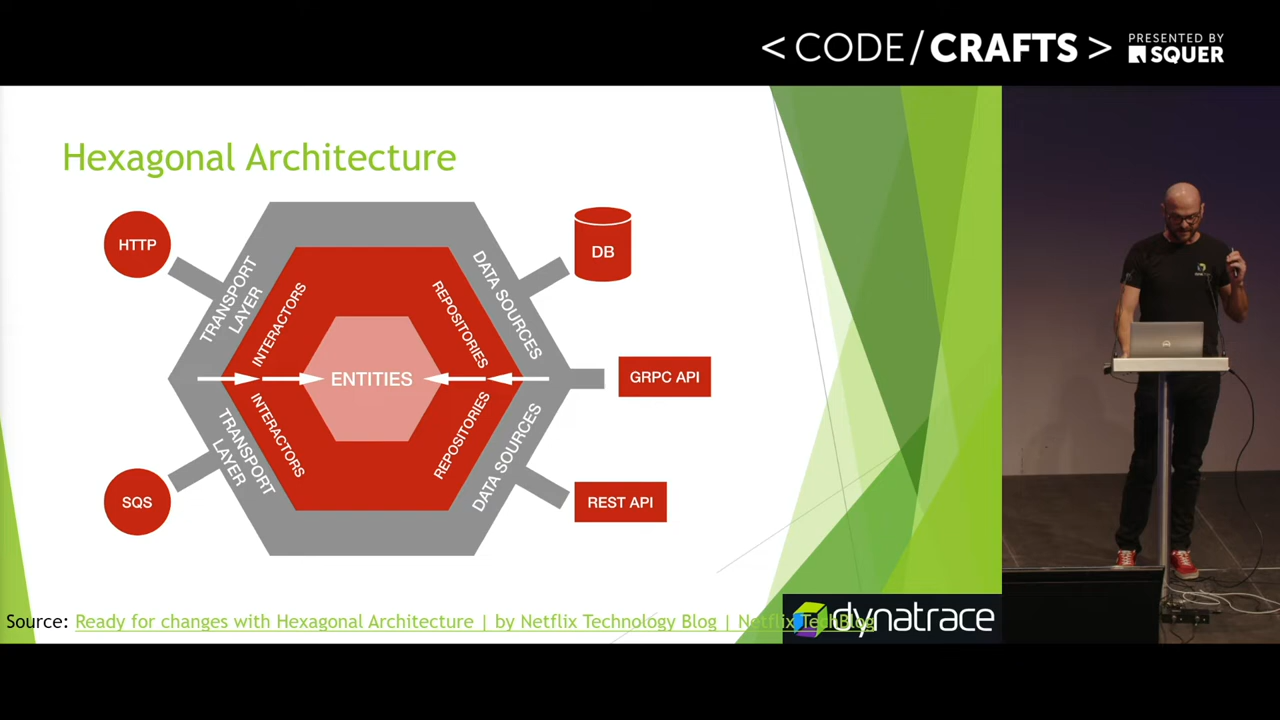 < CODE/CRAFTS >
PRESENTED BY
SQUER
Hexagonal Architecture
HTTP
SQS
TRANSPORT
LAYER
INTERACTORS
REPOSITORIES
DATA SOURCES
ENTITIES
TRANSPORT
LAYER
INTERACTORS
REPOSITORIES
DATA SOURCES
DB
GRPC API
REST API
Source: Ready for changes with Hexagonal Architecture | by Netflix Technology Blog | Netflix TechBlog
dynatrace